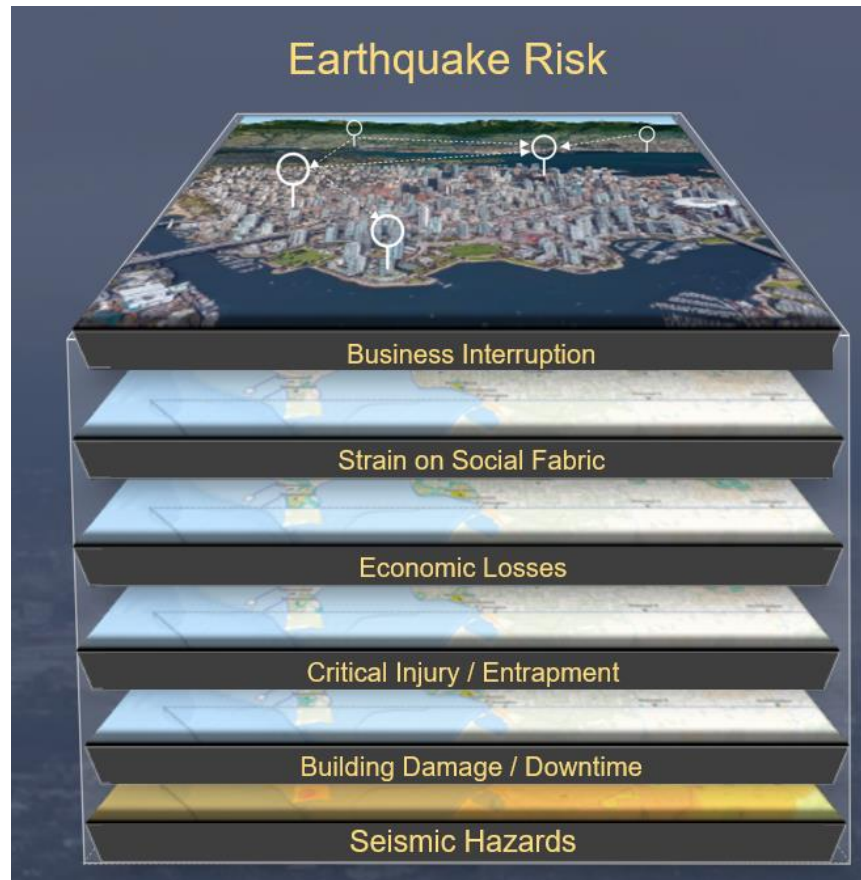 Earthquake Risk
Business Interruption
Strain on Social Fabric
Economic Losses
Critical Injury / Entrapment
Building Damage / Downtime
Seismic Hazards